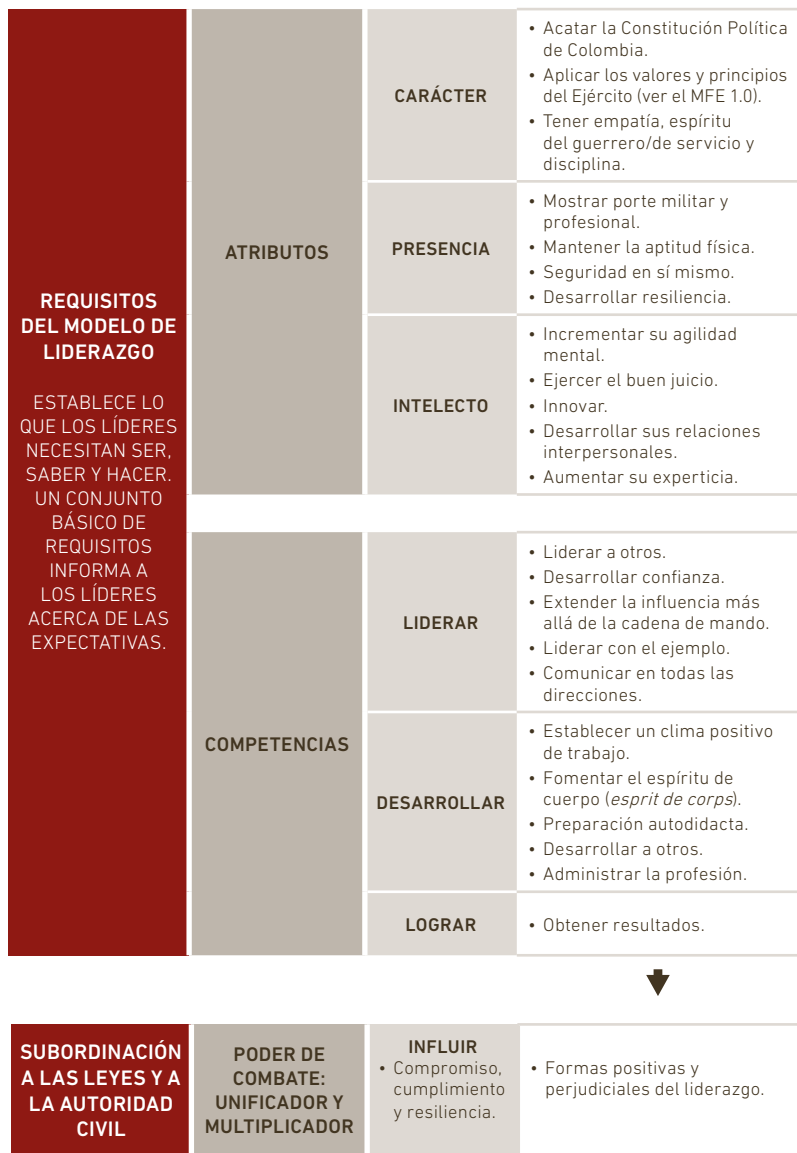 REQUISITOS
DEL MODELO DE
LIDERAZGO
ESTABLECE LO
QUE LOS LÍDERES
NECESITAN SER,
SABER Y HACER.
UN CONJUNTO
BÁSICO DE
REQUISITOS
INFORMA A
LOS LÍDERES
ACERCA DE LAS
EXPECTATIVAS.
ATRIBUTOS
CARÁCTER
• Acatar la Constitución Política
de Colombia.
• Aplicar los valores y principios
del Ejército (ver el MFE 1.0).
• Tener empatía, espíritu
del guerrero/de servicio y
disciplina.
PRESENCIA
• Mostrar porte militar y
profesional.
• Mantener la aptitud física.
• Seguridad en sí mismo.
• Desarrollar resiliencia.
INTELECTO
• Incrementar su agilidad
mental.
• Ejercer el buen juicio.
• Innovar.
• Desarrollar sus relaciones
interpersonales.
• Aumentar su experticia.
COMPETENCIAS
LIDERAR
• Liderar a otros.
• Desarrollar confianza.
• Extender la influencia más
allá de la cadena de mando.
• Liderar con el ejemplo.
• Comunicar en todas las
direcciones.
DESARROLLAR
• Establecer un clima positivo
de trabajo.
• Fomentar el espíritu de
cuerpo (esprit de corps).
• Preparación autodidacta.
• Desarrollar a otros.
• Administrar la profesión.
LOGRAR
• Obtener resultados.
SUBORDINACIÓN
A LAS LEYES Y A
LA AUTORIDAD
CIVIL
PODER DE
COMBATE:
UNIFICADOR Y
MULTIPLICADOR
INFLUIR
• Compromiso,
cumplimiento
y resiliencia.
• Formas positivas y
perjudiciales del liderazgo.